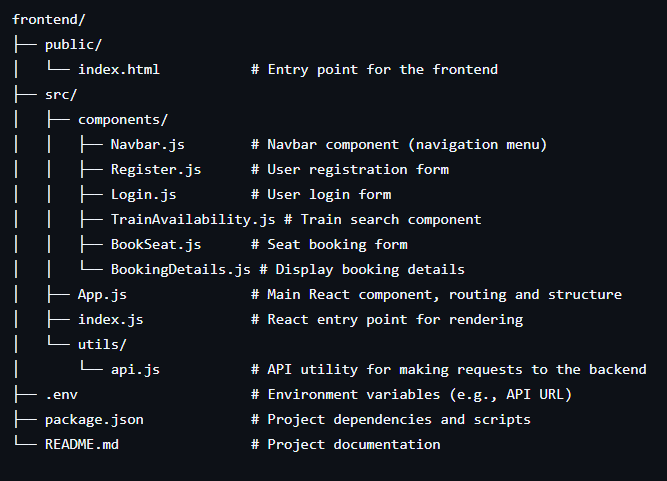 frontend/
├── public/
│   └── index.html           # Entry point for the frontend
├── src/
│   ├── components/
│   │   ├── Navbar.js        # Navbar component (navigation menu)
│   │   ├── Register.js      # User registration form
│   │   ├── Login.js         # User login form
│   │   ├── TrainAvailability.js # Train search component
│   │   ├── BookSeat.js      # Seat booking form
│   │   └── BookingDetails.js # Display booking details
│   ├── App.js               # Main React component, routing and structure
│   ├── index.js             # React entry point for rendering
│   └── utils/
│       └── api.js           # API utility for making requests to the backend
├── .env                     # Environment variables (e.g., API URL)
├── package.json             # Project dependencies and scripts
└── README.md                # Project documentation